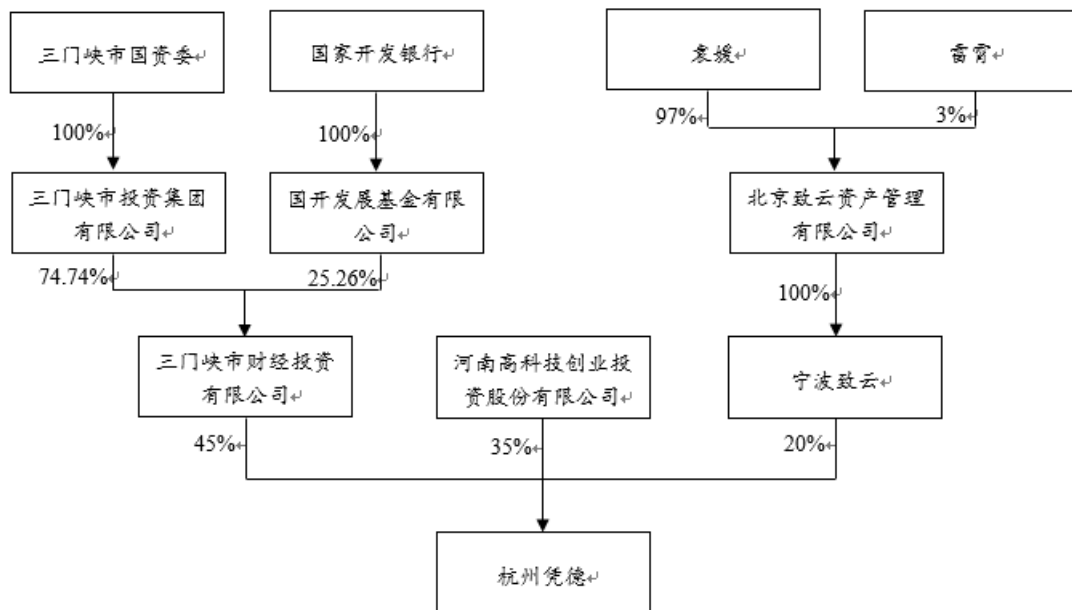 三门峡市国资委
国家开发银行
袁媛
雷霄
100%
100%
97%
3%
三门峡市投资集团
有限公司
国开发展基金有限
公司
北京致云资产管理
有限公司
74.74%
25.26%
100%
三门峡市财经投资
有限公司
河南高科技创业投
资股份有限公司
宁波致云
45%
35%
20%
杭州凭德